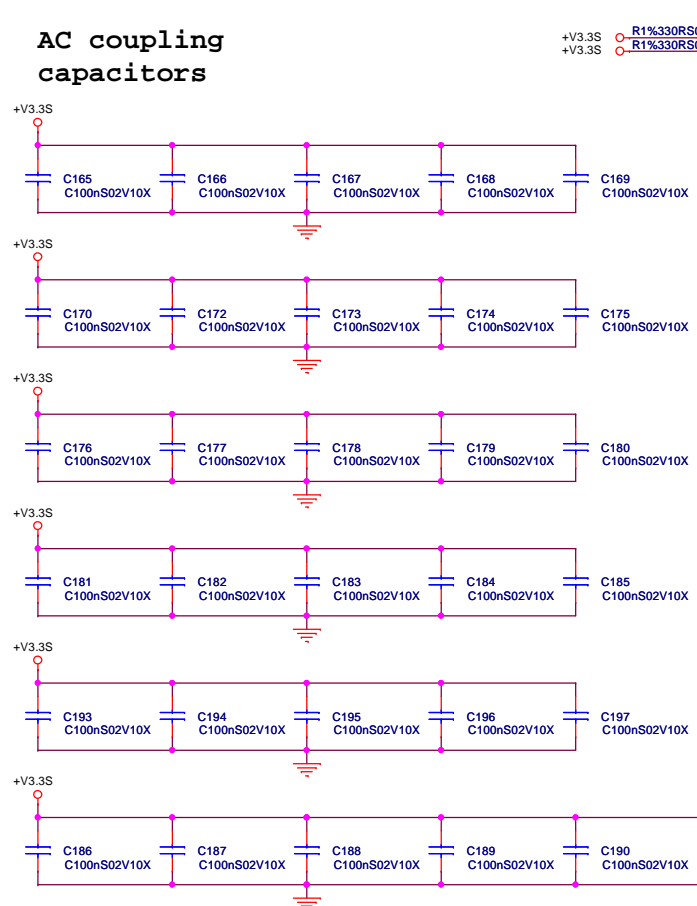 AC coupling
capacitors
+V3.3S R1%330RS0
+V3.3S R1%330RS0
+V3.3S
C165 C166 C167 C168 C169
C100nS02V10X C100nS02V10X C100nS02V10X C100nS02V10X C100nS02V10X
+V3.3S
C170 C172 C173 C174 C175
C100nS02V10X C100nS02V10X C100nS02V10X C100nS02V10X C100nS02V10X
+V3.3S
C176 C177 C178 C179 C180
C100nS02V10X C100nS02V10X C100nS02V10X C100nS02V10X C100nS02V10X
+V3.3S
C181 C182 C183 C184 C185
C100nS02V10X C100nS02V10X C100nS02V10X C100nS02V10X C100nS02V10X
+V3.3S
C193 C194 C195 C196 C197
C100nS02V10X C100nS02V10X C100nS02V10X C100nS02V10X C100nS02V10X
+V3.3S
C186 C187 C188 C189 C190
C100nS02V10X C100nS02V10X C100nS02V10X C100nS02V10X C100nS02V10X